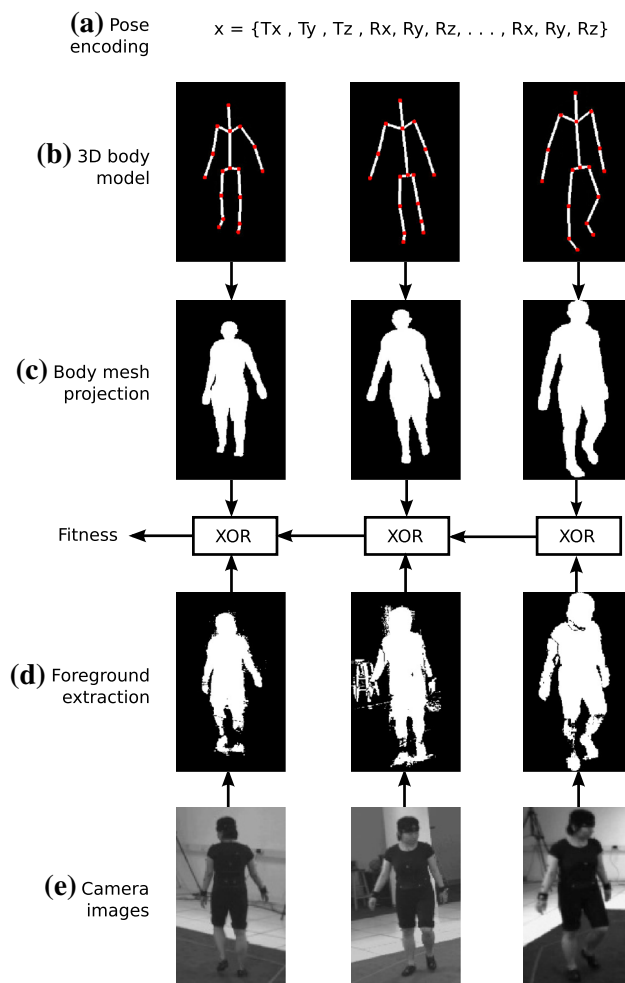 (a) Pose
encoding
x = {Tx , Ty , Tz , Rx, Ry, Rz, . . . , Rx, Ry, Rz}
(b) 3D body
model
(c) Body mesh
projection
Fitness
XOR
XOR
XOR
(d) Foreground
extraction
(e) Camera
images